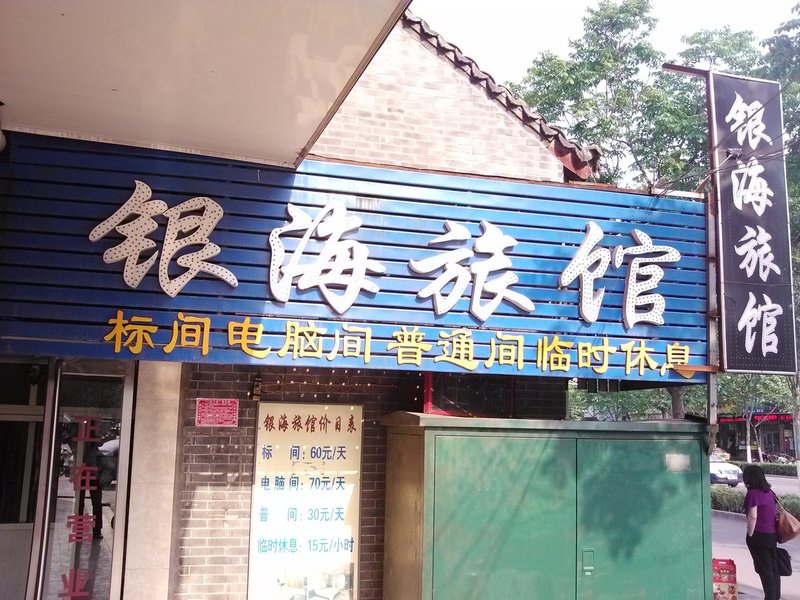 银海旅馆
标间电脑间普通间临时休息
银海旅馆
银海旅馆价目表
标 间：60元/天
电脑间：70元/天
普 间：30元/天
临时休息：15元/小时
正在营业